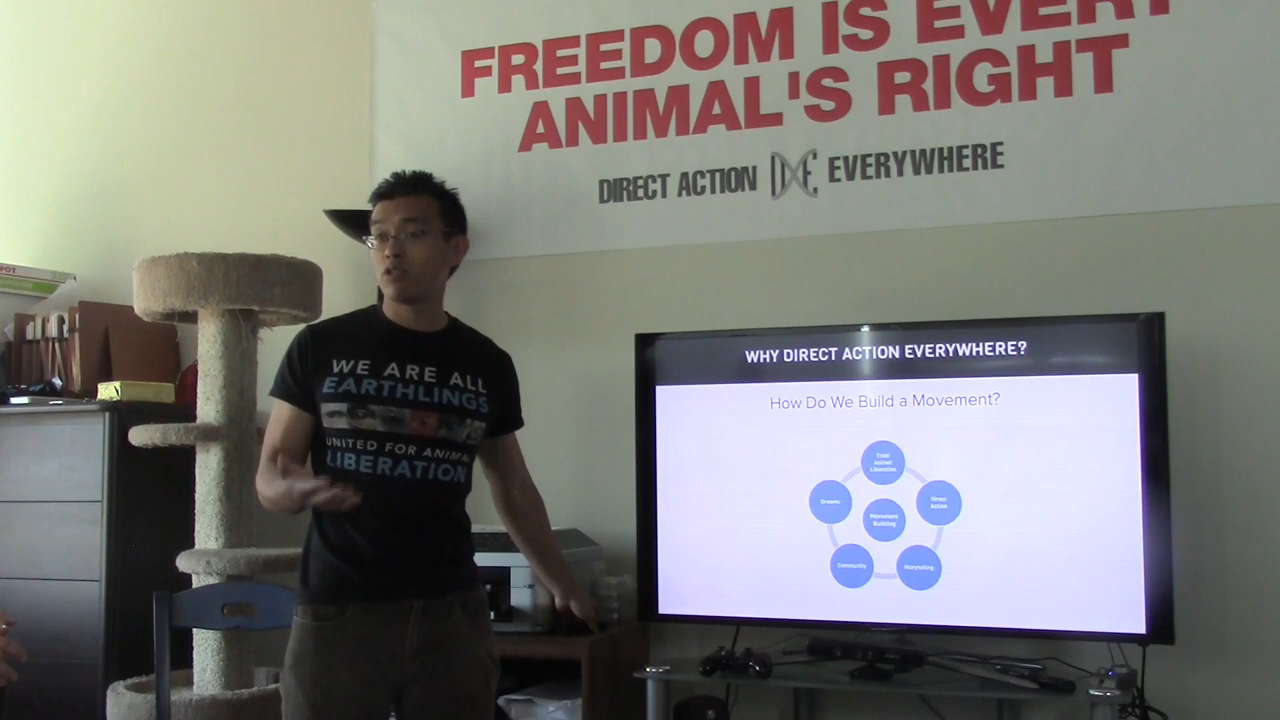 FREEDOM IS EVERY
ANIMAL'S RIGHT
DIRECT ACTION DXE EVERYWHERE
WE ARE ALL
EARTHLINGS
UNITED FOR ANIMAL
LIBERATION
WHY DIRECT ACTION EVERYWHERE?
How Do We Build a Movement?
Total
Animal
Liberation
Dreams
Direct
Action
Movement
Building
Community
Storytelling